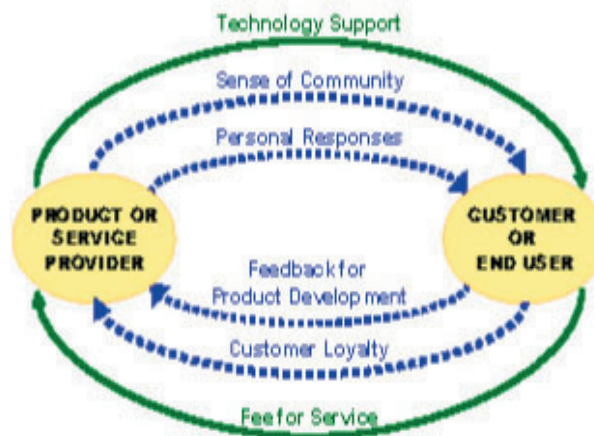 Technology Support
Sense of Community
Personal Responses
PRODUCT OR
SERVICE
PROVIDER
CUSTOMER
OR
END USER
Feedback for
Product Development
Customer Loyalty
Fee for Service